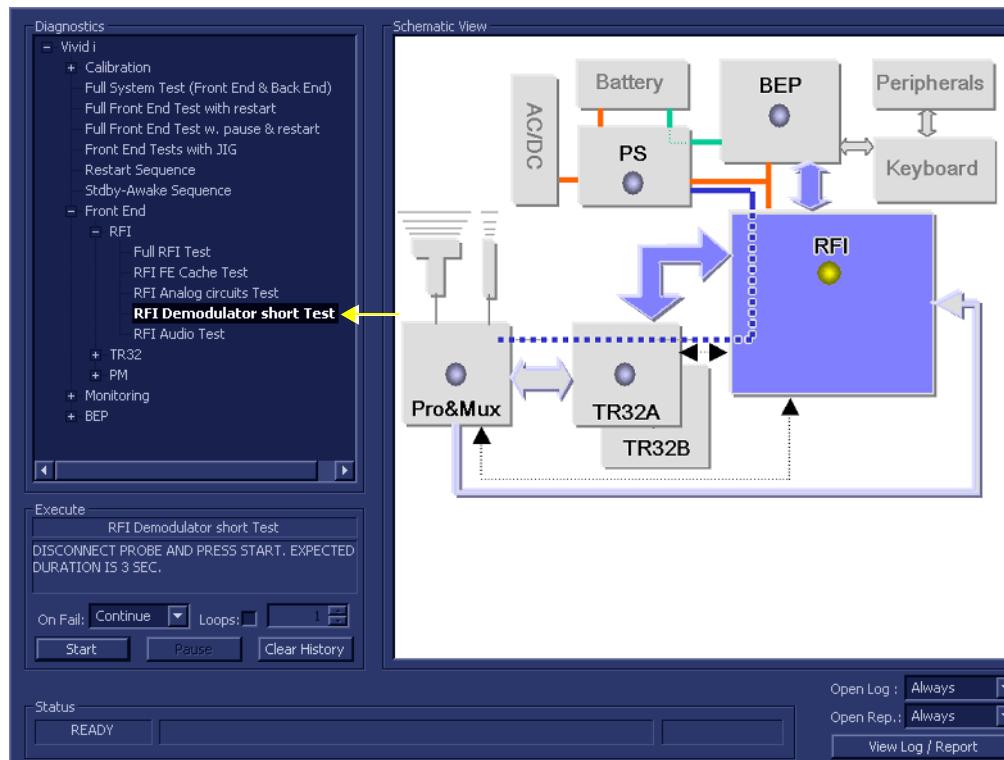 Diagnostics
Vivid i
Calibration
Full System Test (Front End & Back End)
Full Front End Test with restart
Full Front End Test w. pause & restart
Front End Tests with JIG
Restart Sequence
Stdby-Awake Sequence
Front End
RFI
Full RFI Test
RFI FE Cache Test
RFI Analog circuits Test
RFI Demodulator short Test
RFI Audio Test
TR32
PM
Monitoring
BEP
Execute
RFI Demodulator short Test
DISCONNECT PROBE AND PRESS START. EXPECTED
DURATION IS 3 SEC.
On Fail: Continue Loops: 1
Start Pause Clear History
Schematic View
AC/DC
Battery
BEP
Peripherals
PS
Keyboard
RFI
Pro&Mux
TR32A
TR32B
Status
READY
Open Log : Always
Open Rep.: Always
View Log / Report